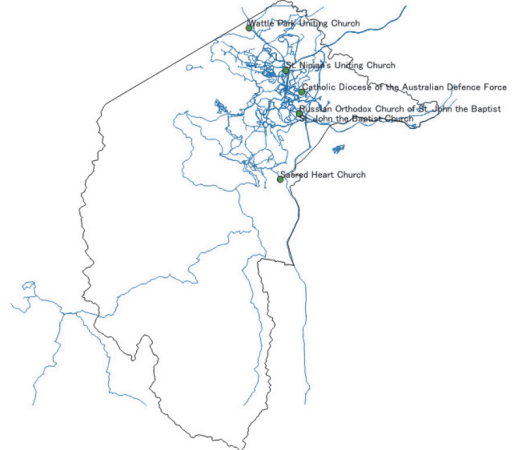 Wattle Park Uniting Church
St. Ninian's Uniting Church
Catholic Diocese of the Australian Defence Force
Russian Orthodox Church of St. John the Baptist
St. John the Baptist Church
Sacred Heart Church